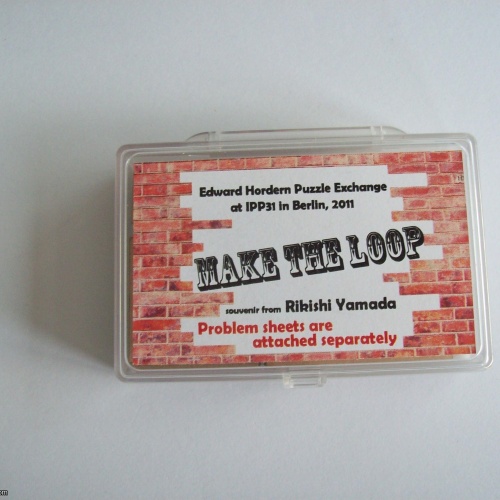 Edward Hordern Puzzle Exchange
at IPP31 in Berlin, 2011
MAKE THE LOOP
souvenir from Rikishi Yamada
Problem sheets are
attached separately